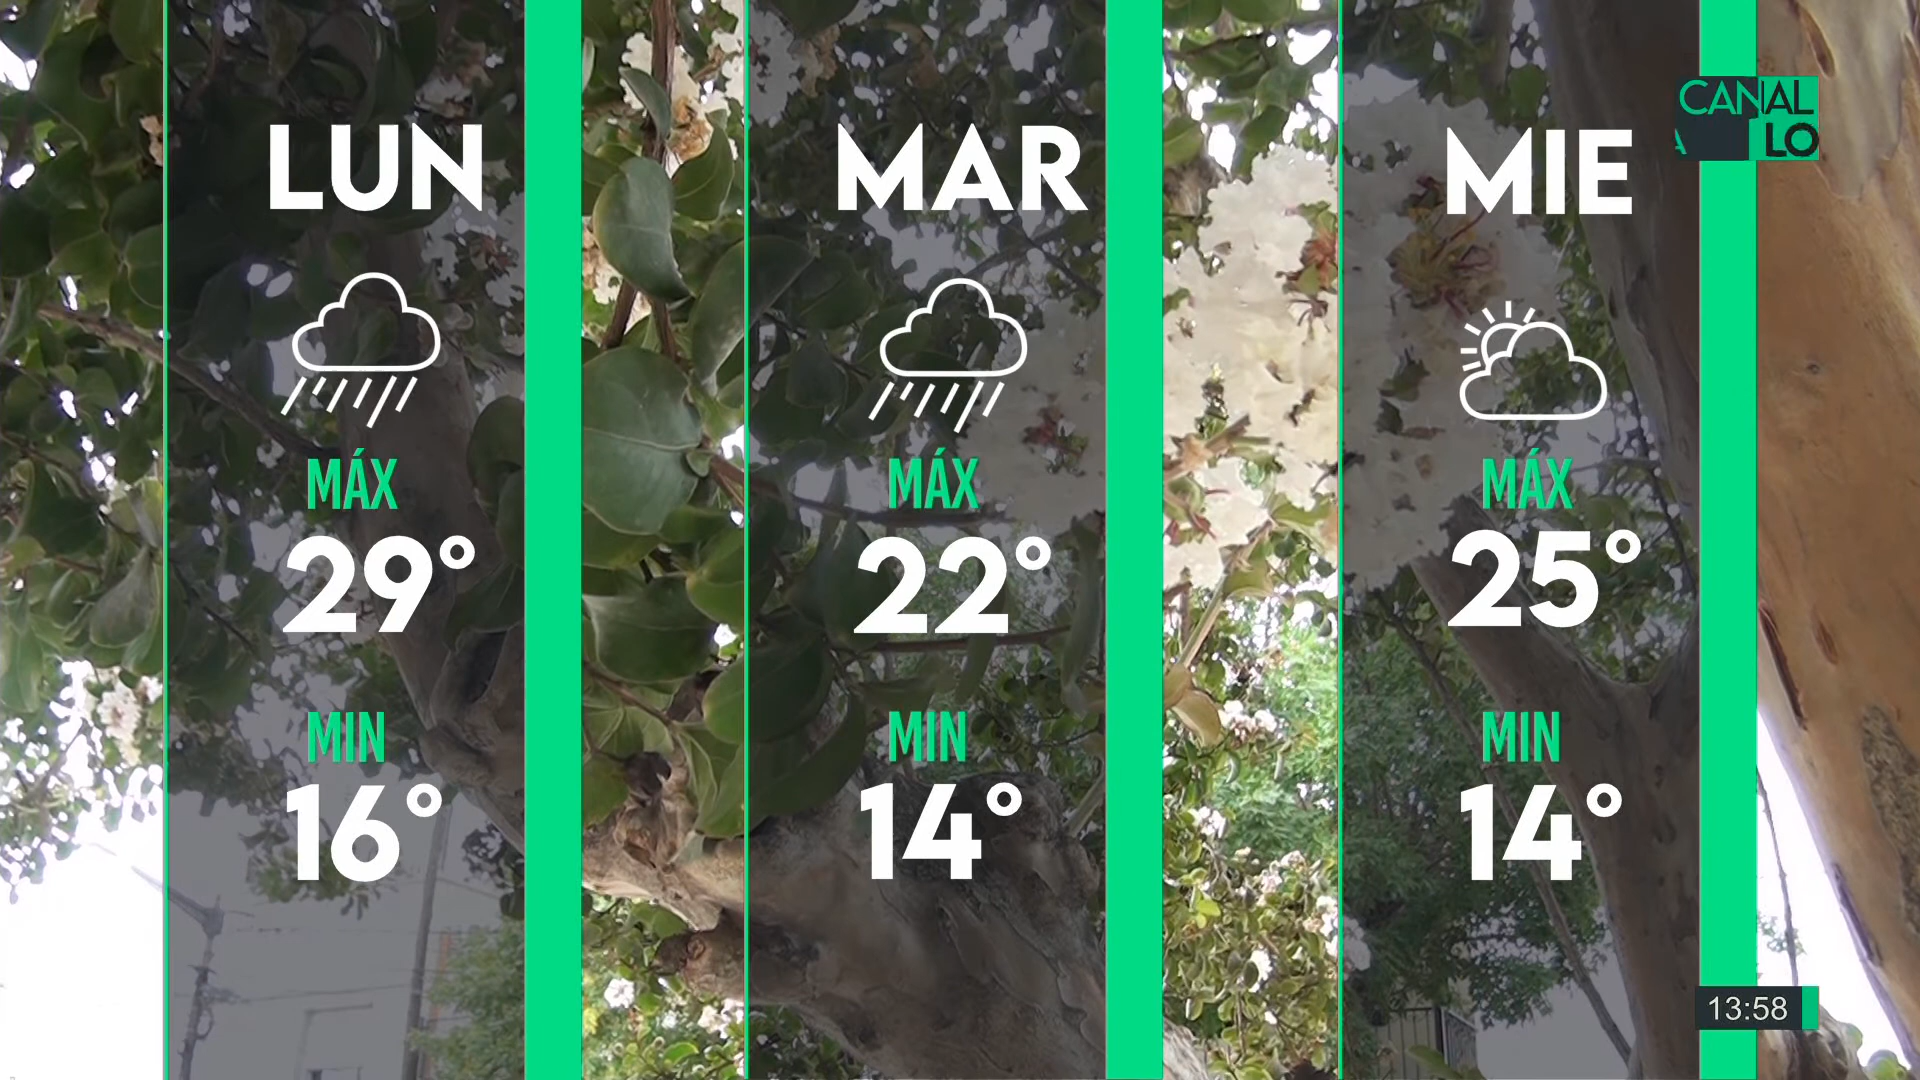 LUN
MÁX
29°
MIN
16°
MAR
MÁX
22°
MIN
14°
MIE
MÁX
25°
MIN
14°
CANAL
LO
13:58